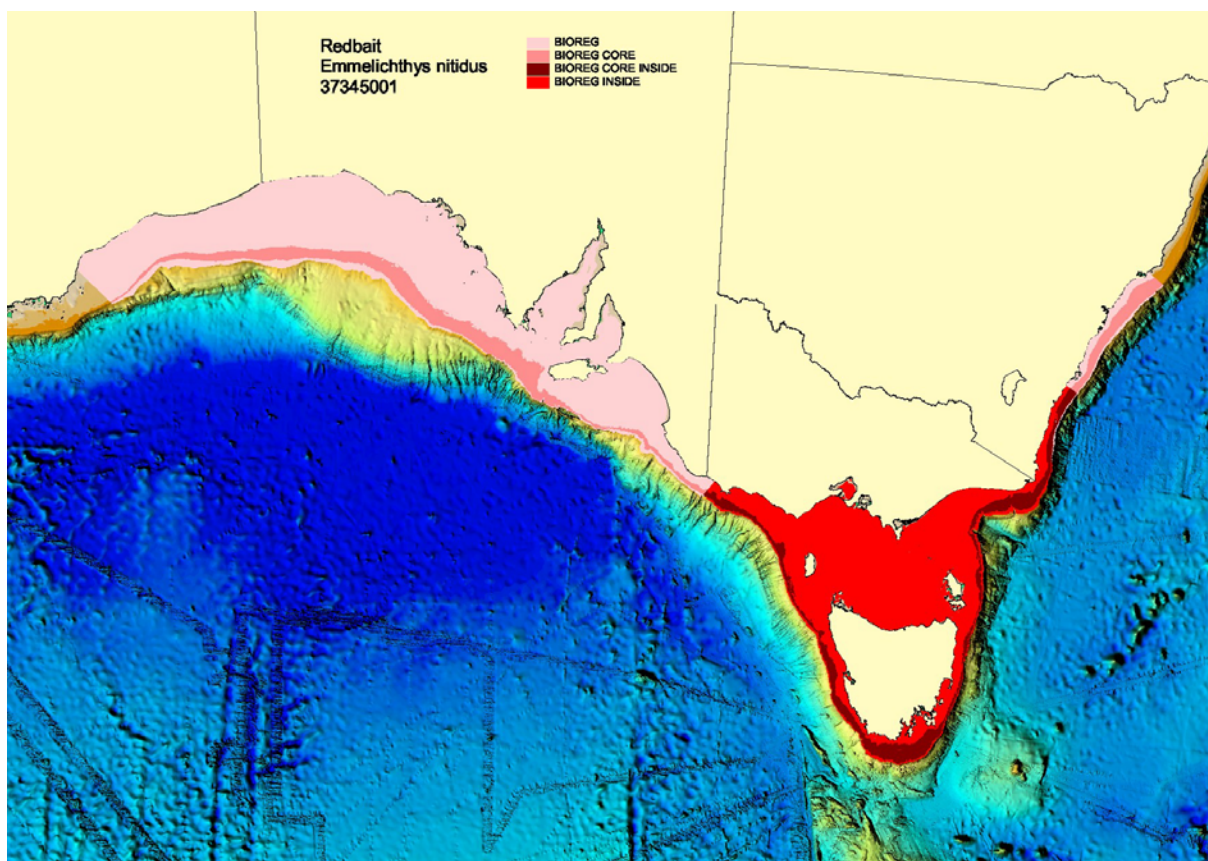 Redbait
Emmelichthys nitidus
37345001
BIOREG
BIOREG CORE
BIOREG CORE INSIDE
BIOREG INSIDE